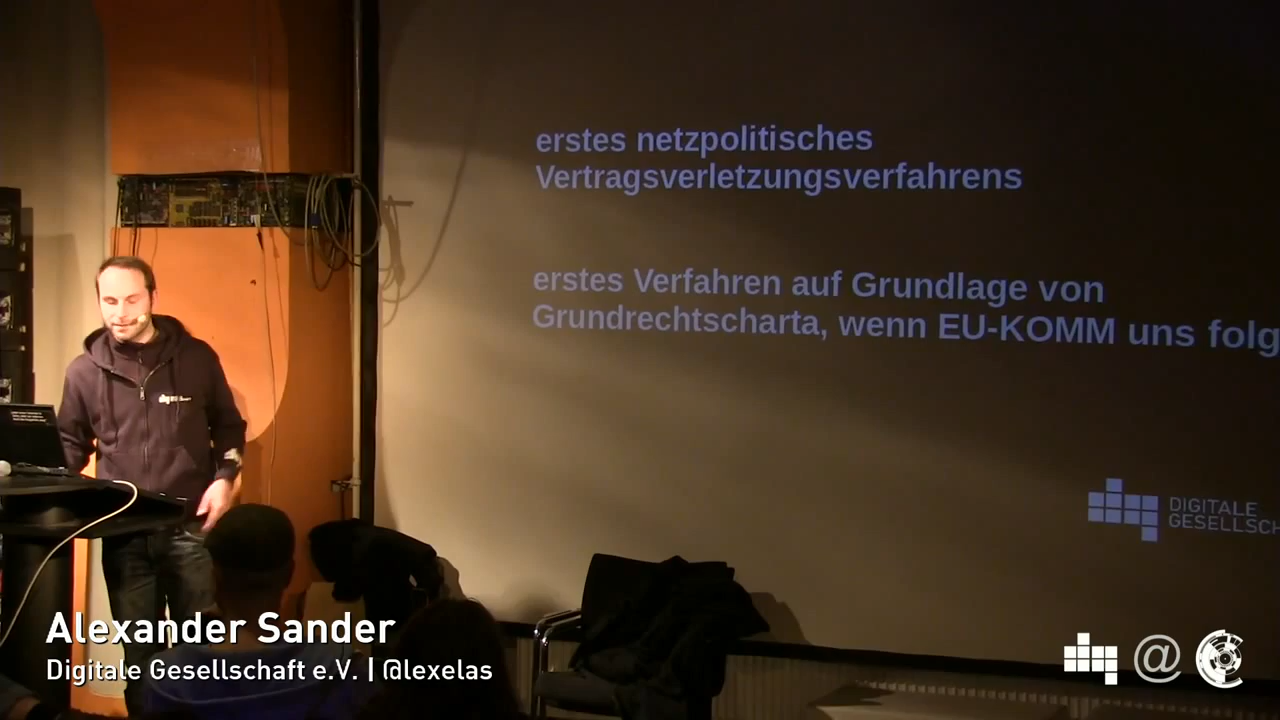 erstes netzpolitisches
Vertragsverletzungsverfahrens
erstes Verfahren auf Grundlage von
Grundrechtscharta, wenn EU-KOMM uns folg
DIGITALE
GESELLSCH
Alexander Sander
Digitale Gesellschaft e.V. | @lexelas
@